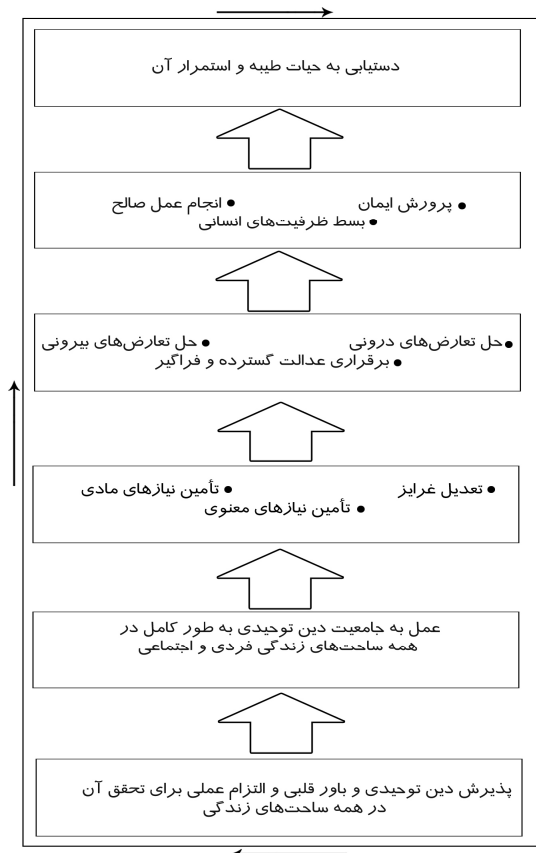 دستیابی به حیات طیبه و استمرار آن
• پرورش ایمان • انجام عمل صالح
• بسط ظرفیت‌های انسانی
• حل تعارض‌های درونی • حل تعارض‌های بیرونی
• برقراری عدالت گسترده و فراگیر
• تعدیل غرایز • تأمین نیازهای مادی
• تأمین نیازهای معنوی
عمل به جامعیت دین توحیدی به طور کامل در
همه ساحت‌های زندگی فردی و اجتماعی
پذیرش دین توحیدی و باور قلبی و التزام عملی برای تحقق آن
در همه ساحت‌های زندگی